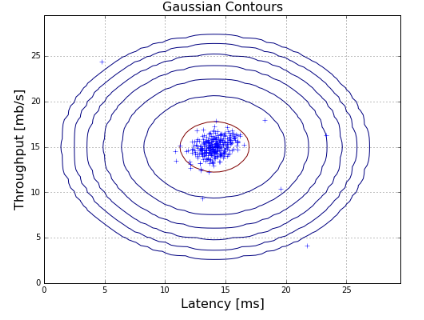 Gaussian Contours
Throughput [mb/s]
25
20
15
10
5
0
0 5 10 15 20 25
Latency [ms]